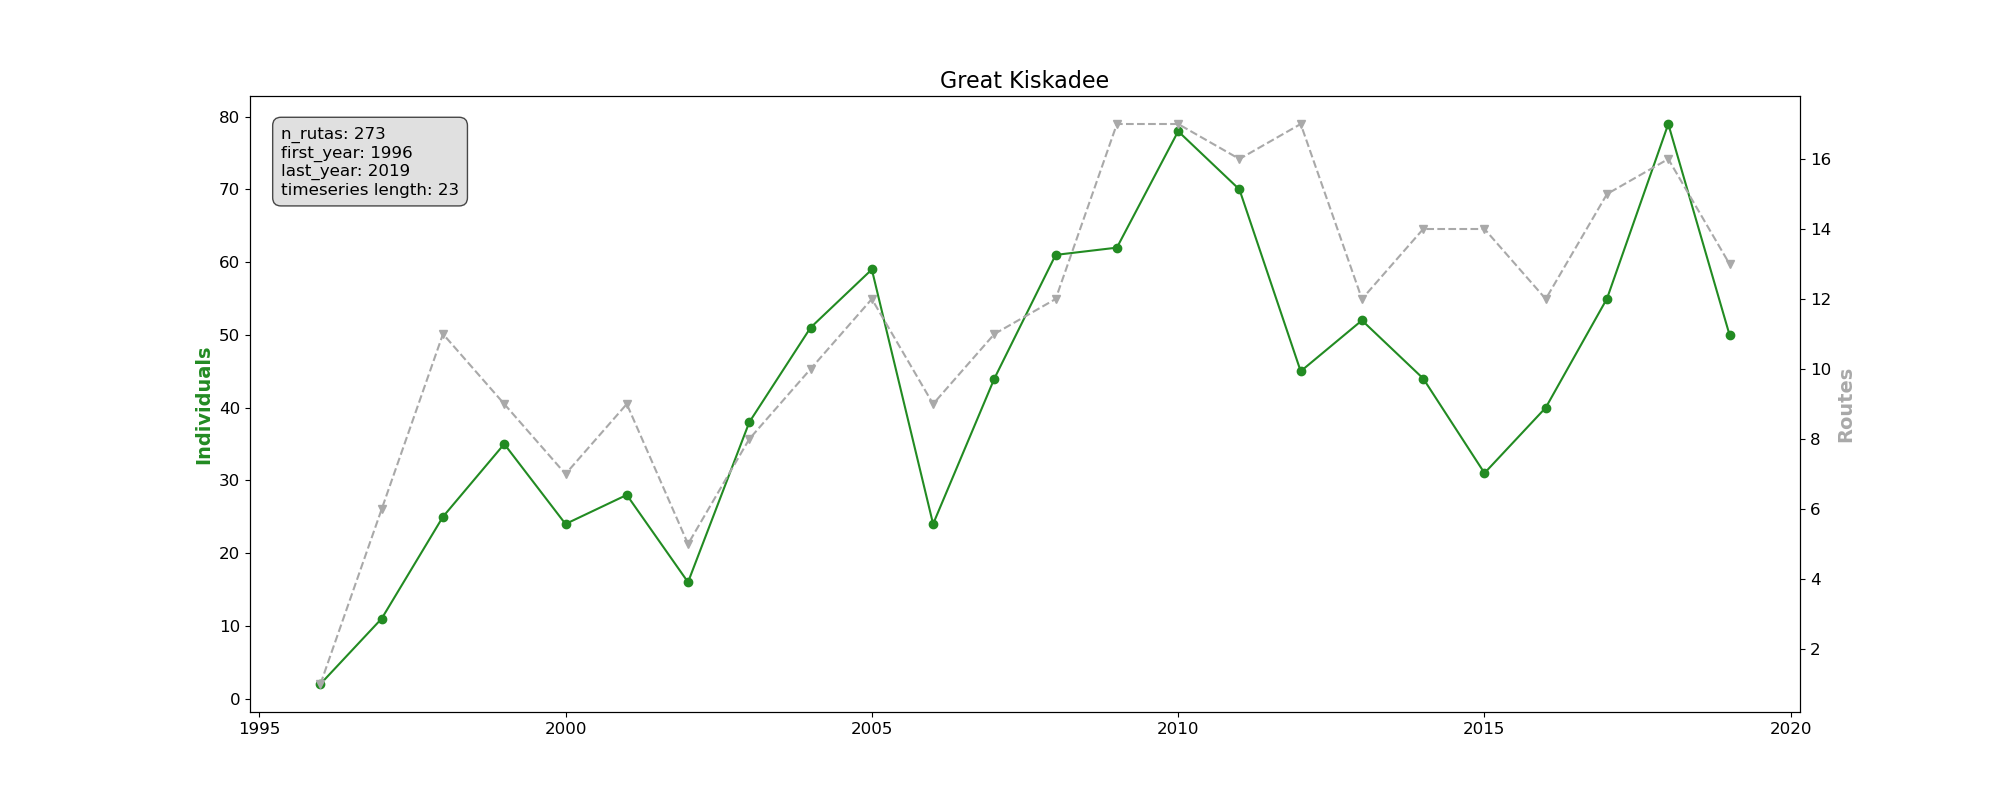 Great Kiskadee
n_rutas: 273
first_year: 1996
last_year: 2019
timeseries length: 23
Individuals
80
70
60
50
40
30
20
10
0
Routes
16
14
12
10
8
6
4
2
1995 2000 2005 2010 2015 2020